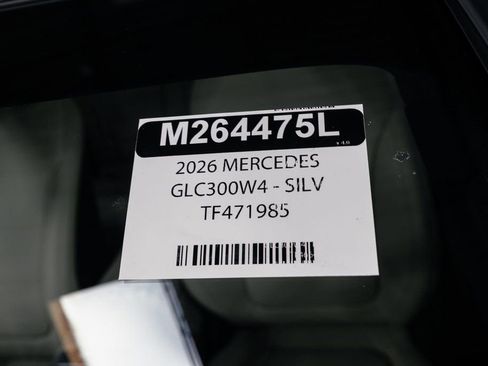 M264475L
2026 MERCEDES
GLC300W4 - SILV
TF471985